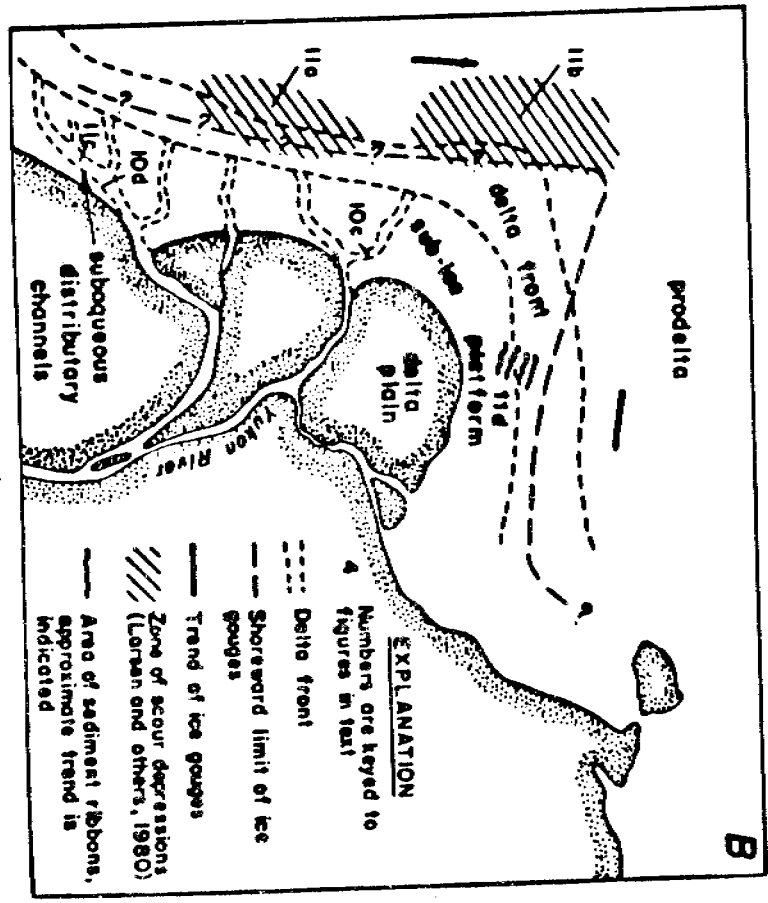 B
prodelta
11b
11a
delta front
sub-ice
platform
11d
10c
10d
11c
delta
plain
Yukon River
subaqueous
distributary
channels
EXPLANATION
4 Numbers are keyed to
figures in text
Delta front
Shoreward limit of ice
gouges
Trend of ice gouges
Zone of scour depressions
(Larsen and others, 1980)
Area of sediment ribbons,
approximate trend is
indicated
?
?
?
?